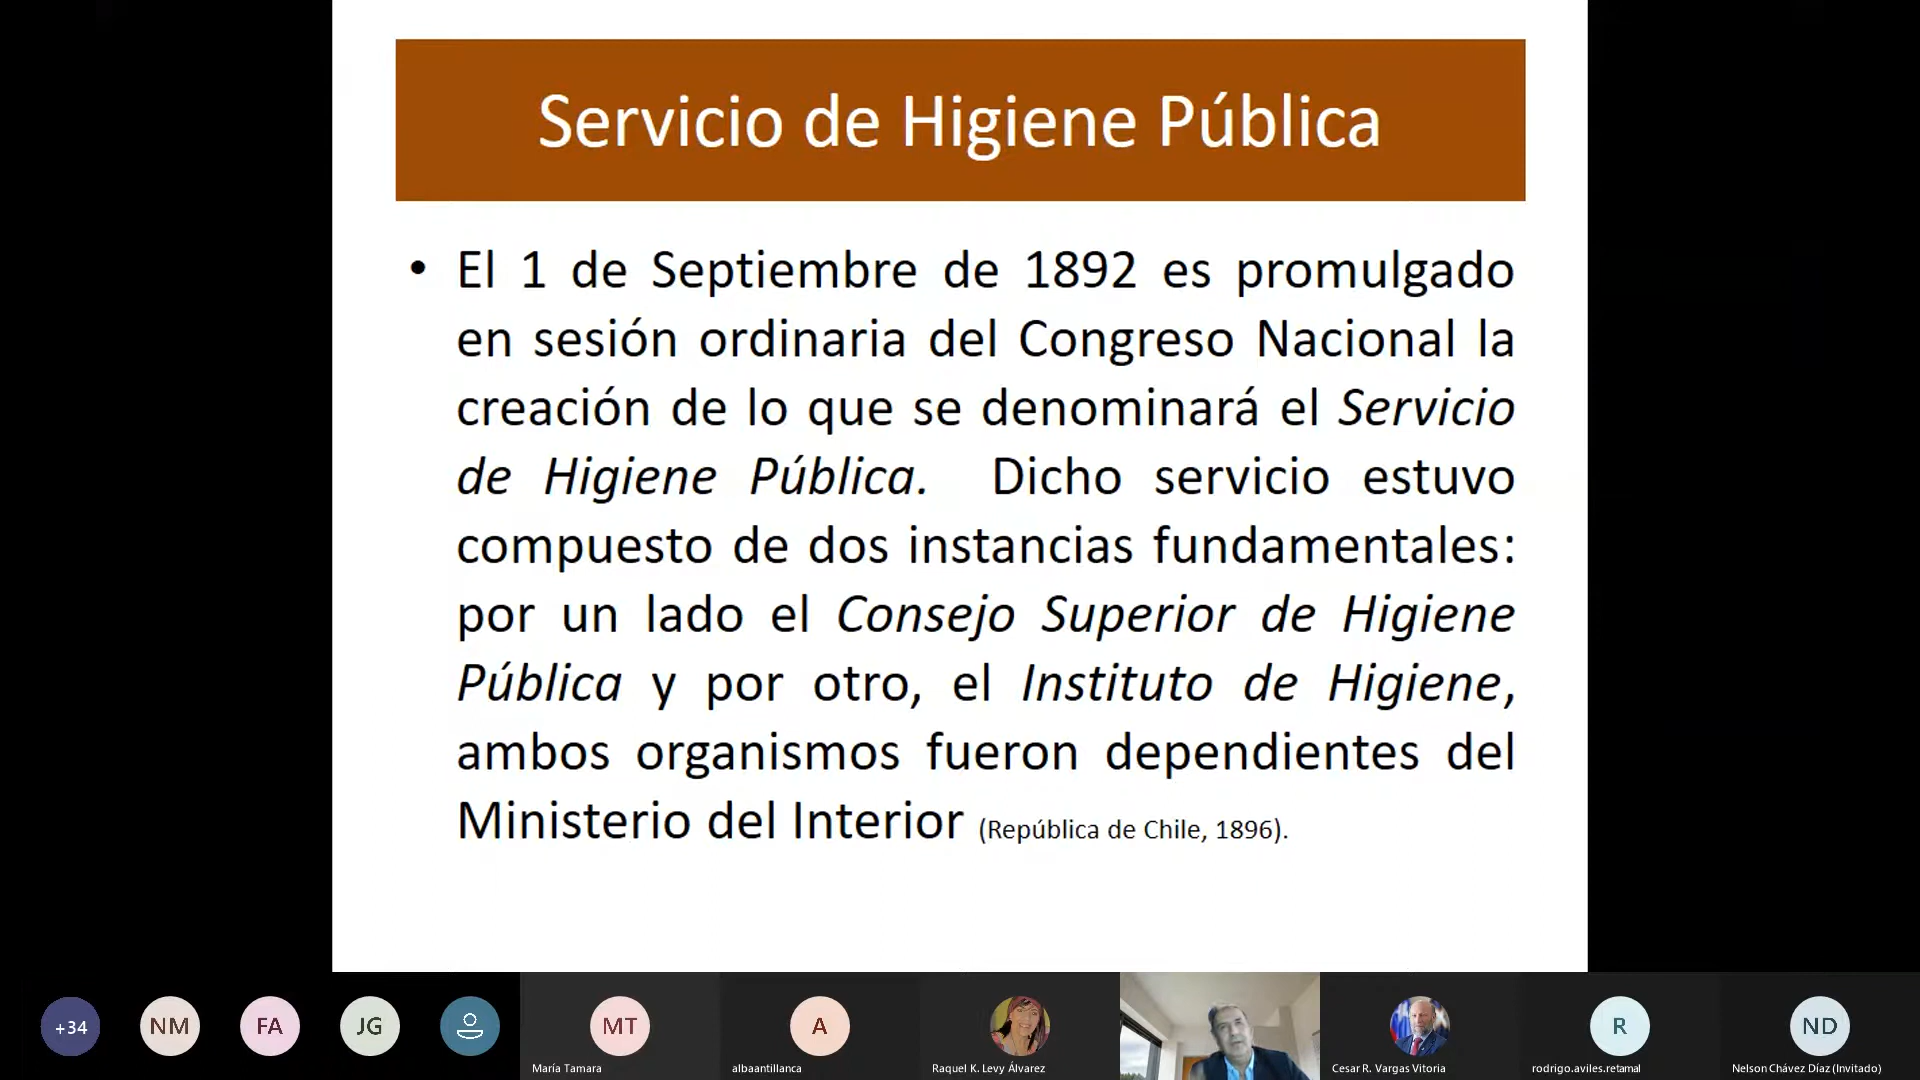 Servicio de Higiene Pública
• El 1 de Septiembre de 1892 es promulgado
en sesión ordinaria del Congreso Nacional la
creación de lo que se denominará el Servicio
de Higiene Pública. Dicho servicio estuvo
compuesto de dos instancias fundamentales:
por un lado el Consejo Superior de Higiene
Pública y por otro, el Instituto de Higiene,
ambos organismos fueron dependientes del
Ministerio del Interior (República de Chile, 1896).
+34
NM
FA
JG
MT
A
R
ND
María Tamara
albaantillanca
Raquel K. Levy Álvarez
Cesar R. Vargas Vitoria
rodrigo.aviles.retamal
Nelson Chávez Díaz (Invitado)